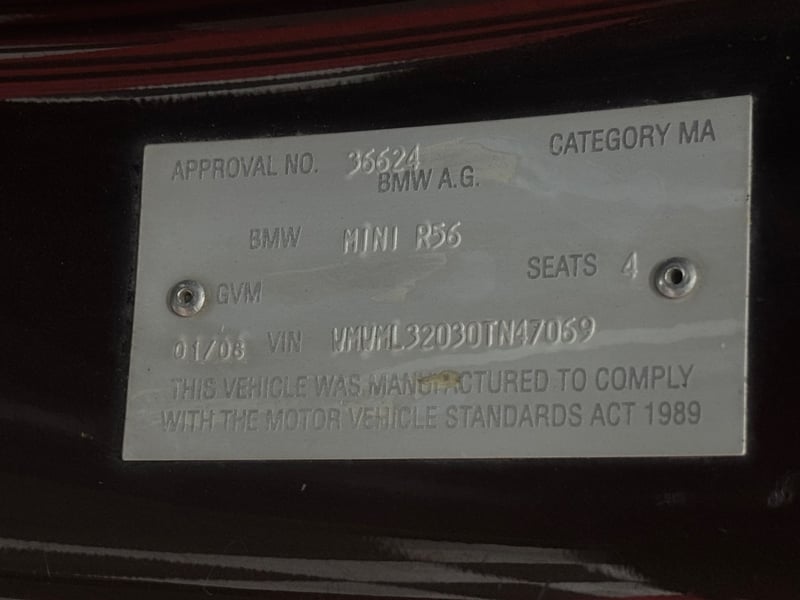 APPROVAL NO. 36624 CATEGORY MA
BMW A.G.
BMW MINI R56
SEATS 4
GVM
01/08 VIN WMWML32030TN47069
THIS VEHICLE WAS MANUFACTURED TO COMPLY
WITH THE MOTOR VEHICLE STANDARDS ACT 1989